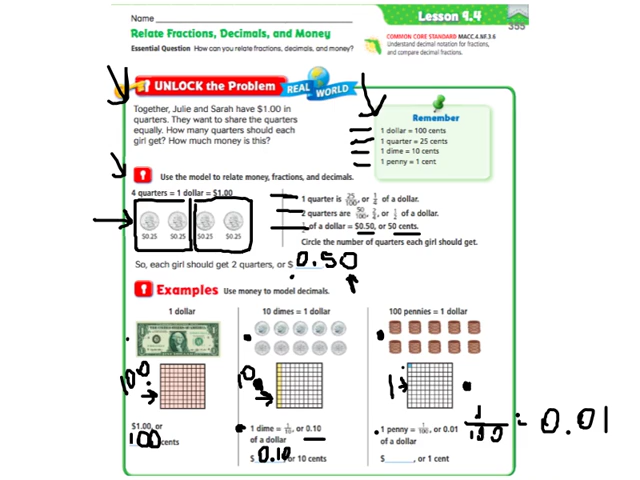 Name
Lesson 9.4
355
Relate Fractions, Decimals, and Money
Essential Question How can you relate fractions, decimals, and money?
COMMON CORE STANDARD MACC.4.NF.3.6
Understand decimal notation for fractions,
and compare decimal fractions.
UNLOCK the Problem REAL WORLD
Together, Julie and Sarah have $1.00 in
quarters. They want to share the quarters
equally. How many quarters should each
girl get? How much money is this?
Remember
1 dollar = 100 cents
1 quarter = 25 cents
1 dime = 10 cents
1 penny = 1 cent
Use the model to relate money, fractions, and decimals.
4 quarters = 1 dollar = $1.00
$0.25 $0.25 $0.25 $0.25
1 quarter is 25/100, or 1/4 of a dollar.
2 quarters are 50/100, 2/4, or 1/2 of a dollar.
1/2 of a dollar = $0.50, or 50 cents.
Circle the number of quarters each girl should get.
So, each girl should get 2 quarters, or $ 0.50
Examples Use money to model decimals.
1 dollar
10 dimes = 1 dollar
100 pennies = 1 dollar
100
10
1
$1.00, or
100 cents
1 dime = 1/10, or 0.10
of a dollar
$ 0.10, or 10 cents
1 penny = 1/100, or 0.01
of a dollar
$ , or 1 cent
1/100 = 0.01